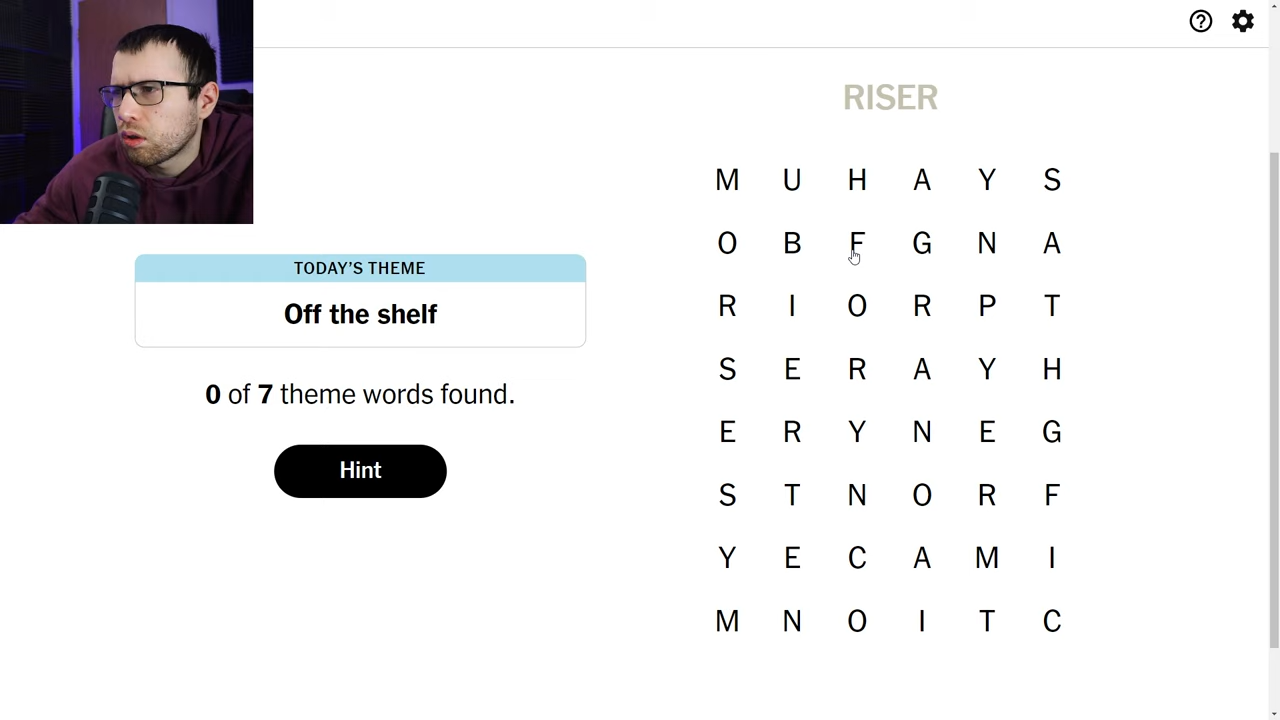 RISER
M U H A Y S
O B F G N A
R I O R P T
S E R A Y H
E R Y N E G
S T N O R F
Y E C A M I
M N O I T C
TODAY'S THEME
Off the shelf
0 of 7 theme words found.
Hint